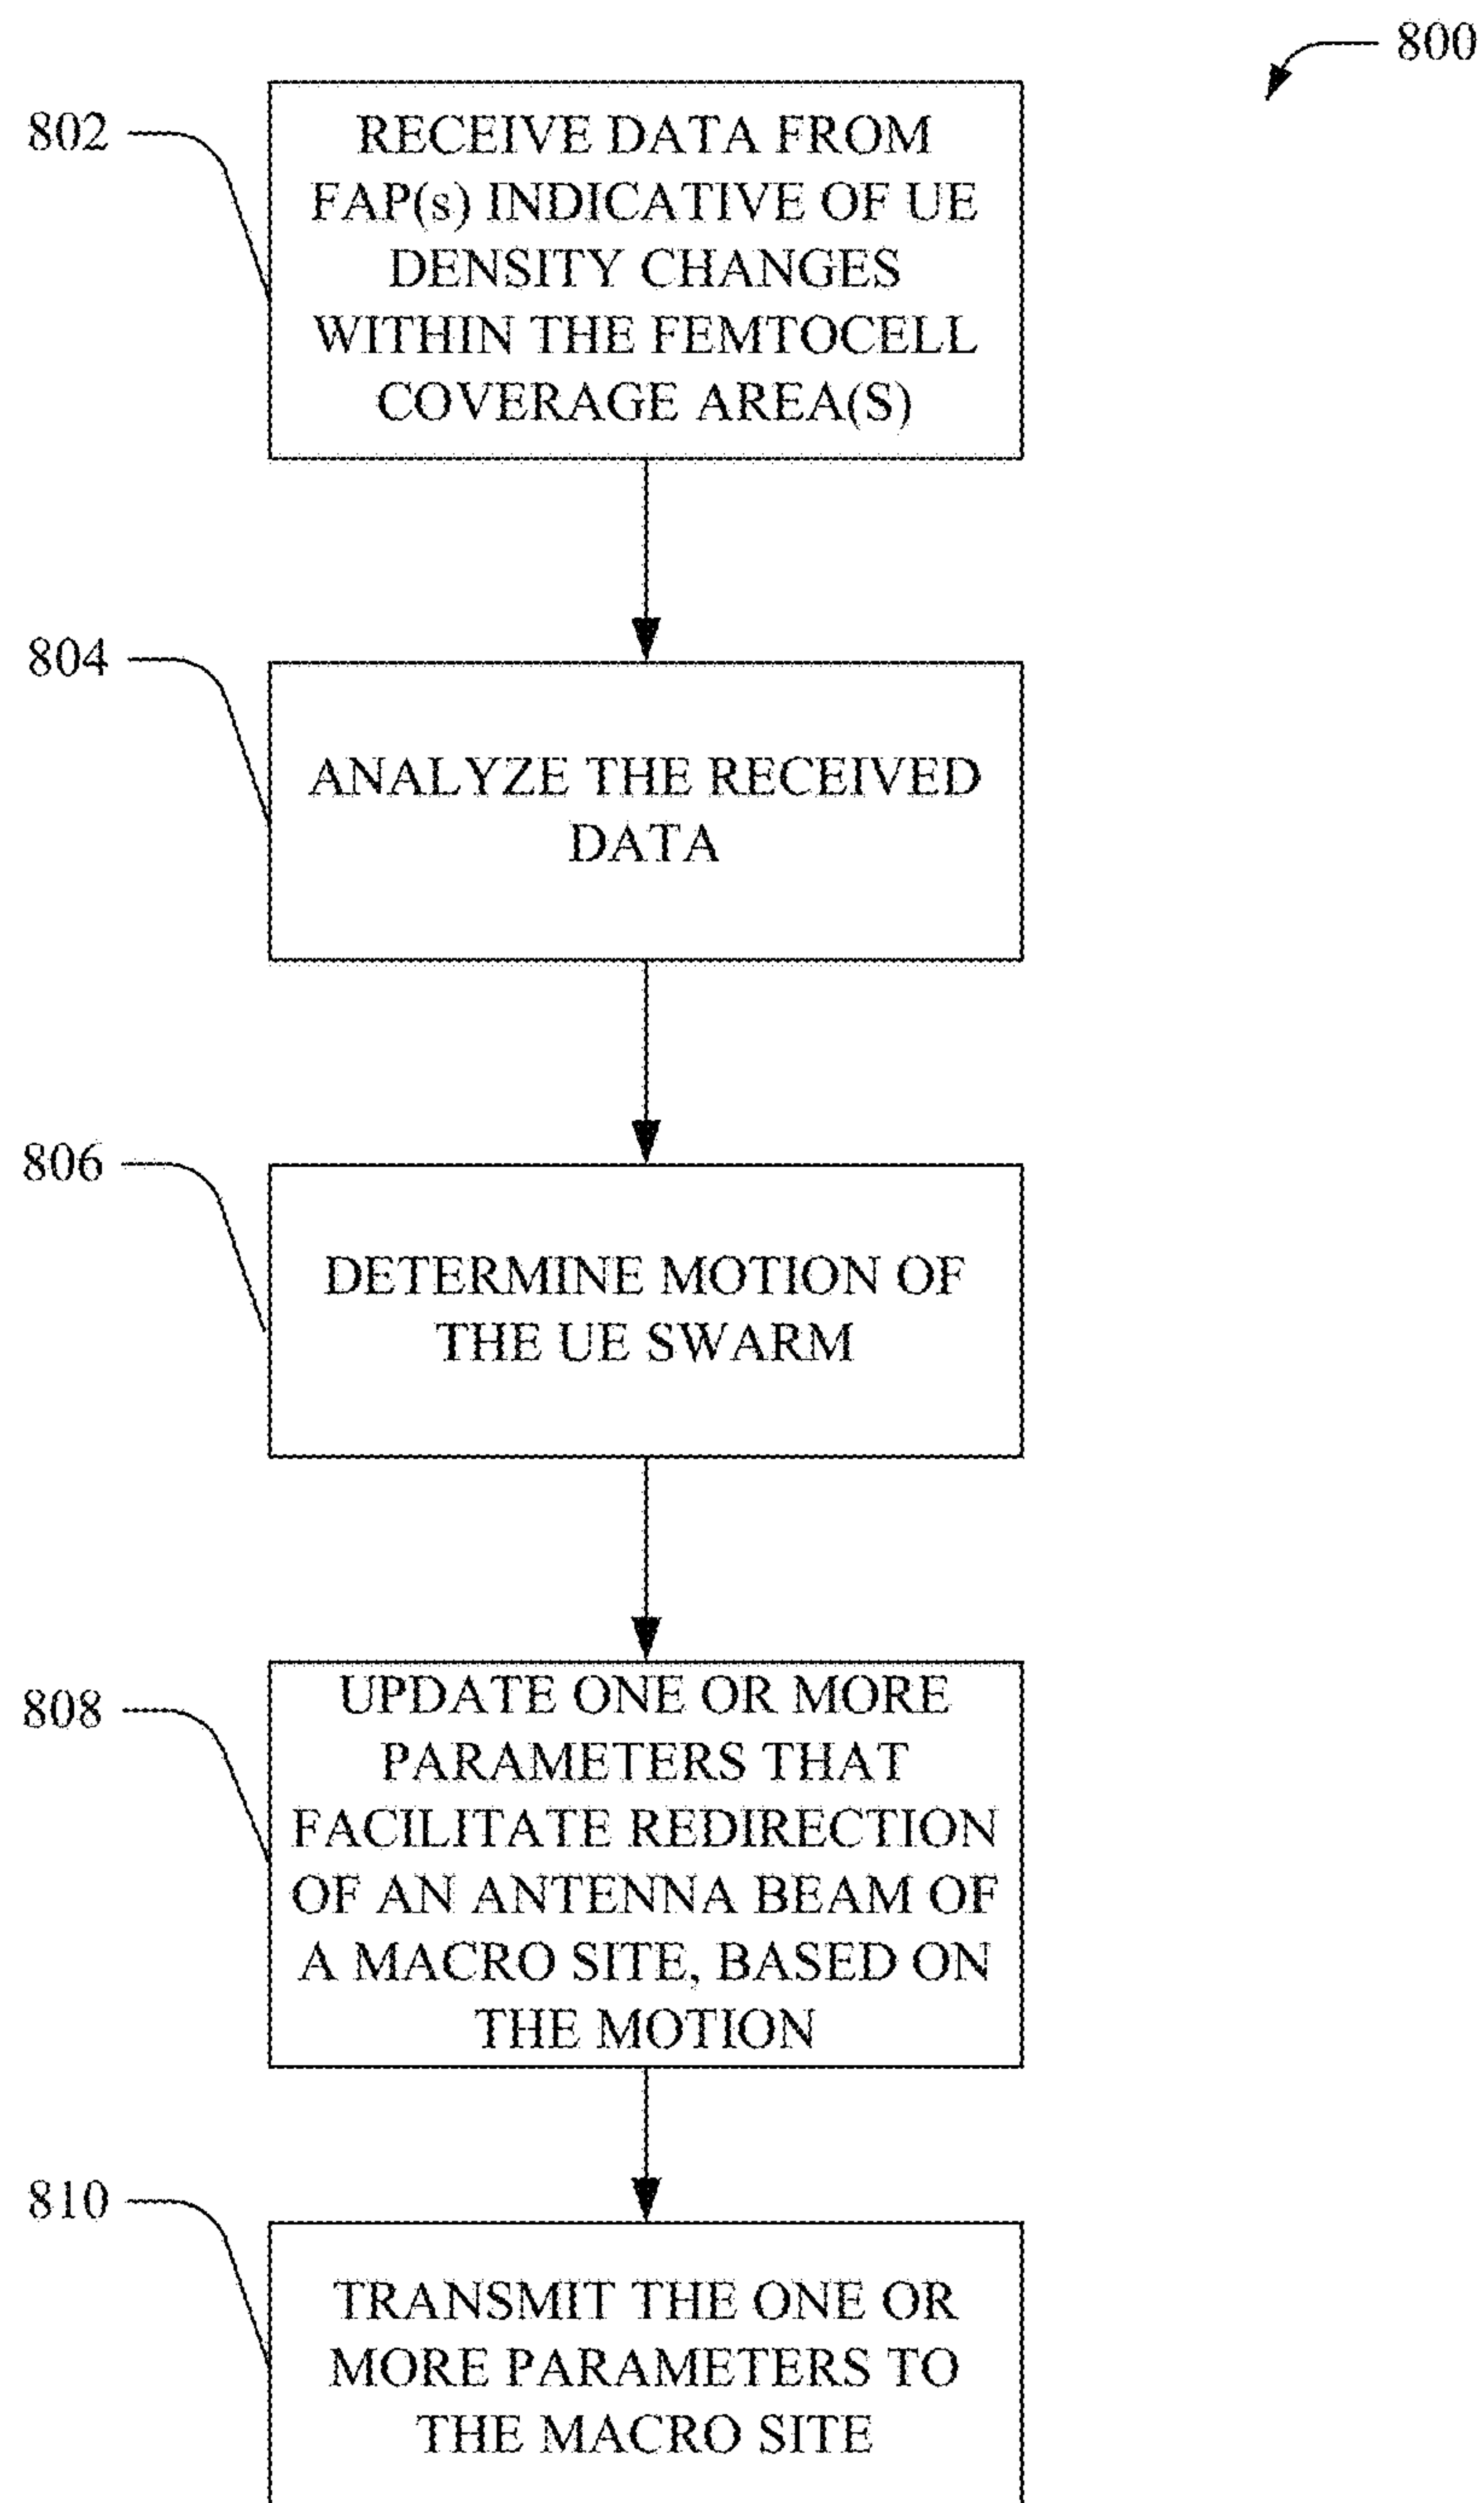 800
802
RECEIVE DATA FROM
FAP(s) INDICATIVE OF UE
DENSITY CHANGES
WITHIN THE FEMTOCELL
COVERAGE AREA(S)
804
ANALYZE THE RECEIVED
DATA
806
DETERMINE MOTION OF
THE UE SWARM
808
UPDATE ONE OR MORE
PARAMETERS THAT
FACILITATE REDIRECTION
OF AN ANTENNA BEAM OF
A MACRO SITE, BASED ON
THE MOTION
810
TRANSMIT THE ONE OR
MORE PARAMETERS TO
THE MACRO SITE